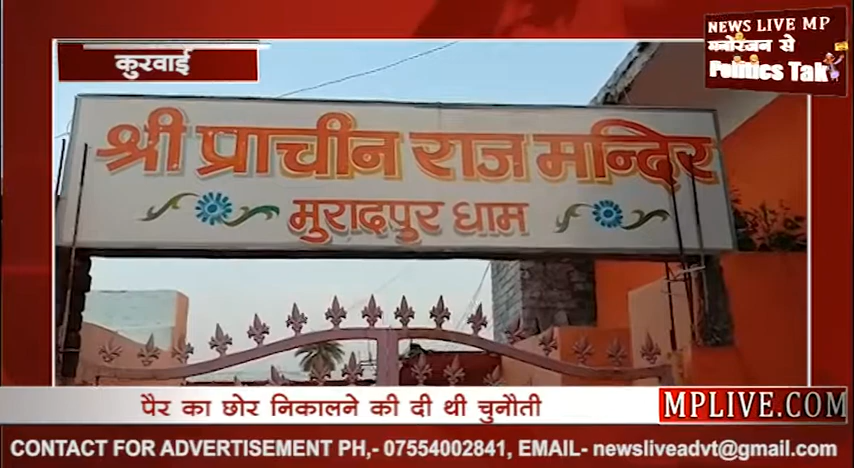 NEWS LIVE MP
मनोरंजन से
Politics Tak
कुरवाई
श्री प्राचीन राज मन्दिर
मुरादपुर धाम
पैर का छोर निकालने की दी थी चुनौती
MPLIVE.COM
CONTACT FOR ADVERTISEMENT PH,- 07554002841, EMAIL- newsliveadvt@gmail.com